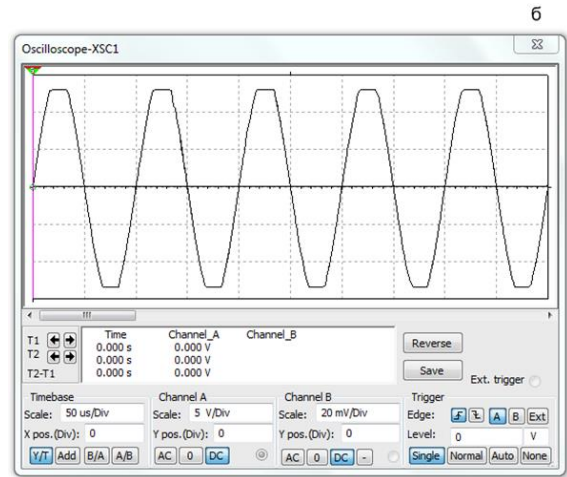 б
Oscilloscope-XSC1
Time Channel_A Channel_B
T1 0.000 s 0.000 V
T2 0.000 s 0.000 V
T2-T1 0.000 s 0.000 V
Reverse
Save
Ext. trigger
Timebase Channel A Channel B Trigger
Scale: 50 us/Div Scale: 5 V/Div Scale: 20 mV/Div Edge: A B Ext
X pos.(Div): 0 Y pos.(Div): 0 Y pos.(Div): 0 Level: 0 V
Y/T Add B/A A/B AC 0 DC AC 0 DC - Single Normal Auto None